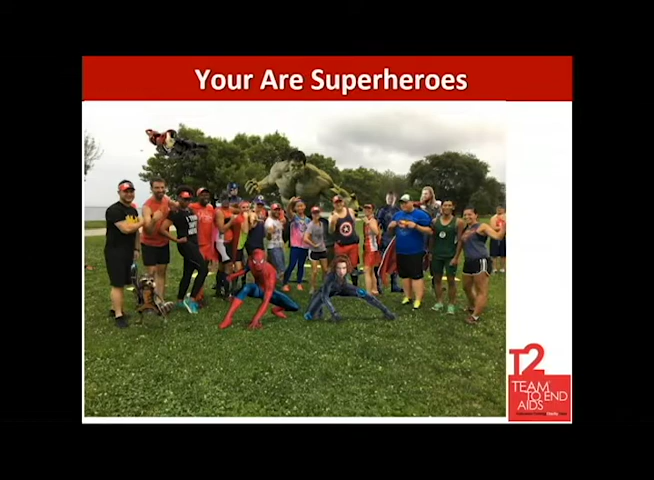 Your Are Superheroes
T2
TEAM
TO END
AIDS